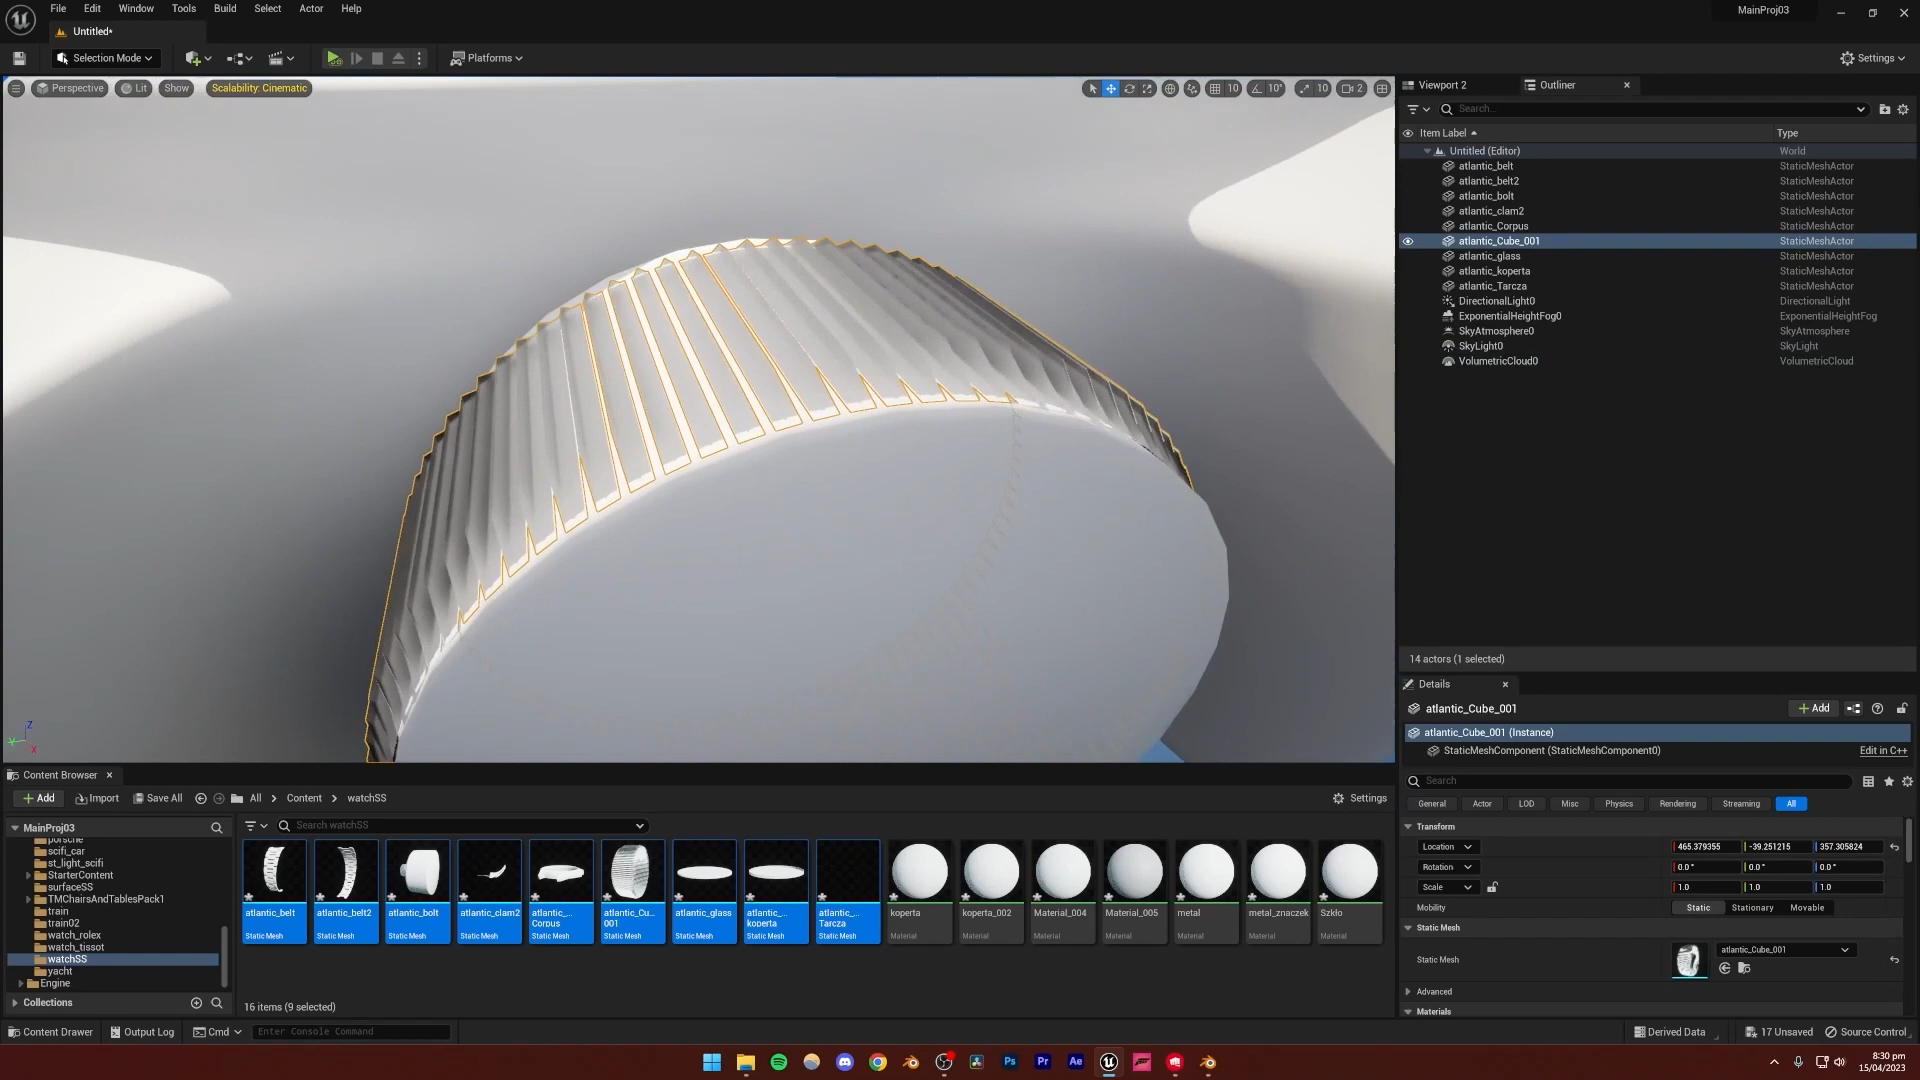 File Edit Window Tools Build Select Actor Help
MainProj03
Untitled*
Selection Mode
Platforms
Settings
Perspective Lit Show Scalability: Cinematic
10 10° 10 2
Viewport 2 Outliner
Search...
Item Label Type
Untitled (Editor) World
atlantic_belt StaticMeshActor
atlantic_belt2 StaticMeshActor
atlantic_bolt StaticMeshActor
atlantic_clam2 StaticMeshActor
atlantic_Corpus StaticMeshActor
atlantic_Cube_001 StaticMeshActor
atlantic_glass StaticMeshActor
atlantic_koperta StaticMeshActor
atlantic_Tarcza StaticMeshActor
DirectionalLight0 DirectionalLight
ExponentialHeightFog0 ExponentialHeightFog
SkyAtmosphere0 SkyAtmosphere
SkyLight0 SkyLight
VolumetricCloud0 VolumetricCloud
14 actors (1 selected)
Details
atlantic_Cube_001
Add
atlantic_Cube_001 (Instance)
StaticMeshComponent (StaticMeshComponent0) Edit in C++
Search
General Actor LOD Misc Physics Rendering Streaming All
Transform
Location 465.379355 -39.251215 357.305824
Rotation 0.0° 0.0° 0.0°
Scale 1.0 1.0 1.0
Mobility Static Stationary Movable
Static Mesh
Static Mesh atlantic_Cube_001
Advanced
Materials
Z
Y
X
Content Browser
Add Import Save All All Content watchSS Settings
MainProj03
porsche
scifi_car
st_light_scifi
StarterContent
surfaceSS
TMChairsAndTablesPack1
train
train02
watch_rolex
watch_tissot
watchSS
yacht
Engine
Collections
Search watchSS
atlantic_belt
Static Mesh
atlantic_belt2
Static Mesh
atlantic_bolt
Static Mesh
atlantic_clam2
Static Mesh
atlantic_...
Corpus
Static Mesh
atlantic_Cu...
001
Static Mesh
atlantic_glass
Static Mesh
atlantic_...
koperta
Static Mesh
atlantic_...
Tarcza
Static Mesh
koperta
Material
koperta_002
Material
Material_004
Material
Material_005
Material
metal
Material
metal_znaczek
Material
Szkło
Material
16 items (9 selected)
Content Drawer Output Log Cmd Enter Console Command
Derived Data 17 Unsaved Source Control
Ps Pr Ae
8:30 pm
15/04/2023